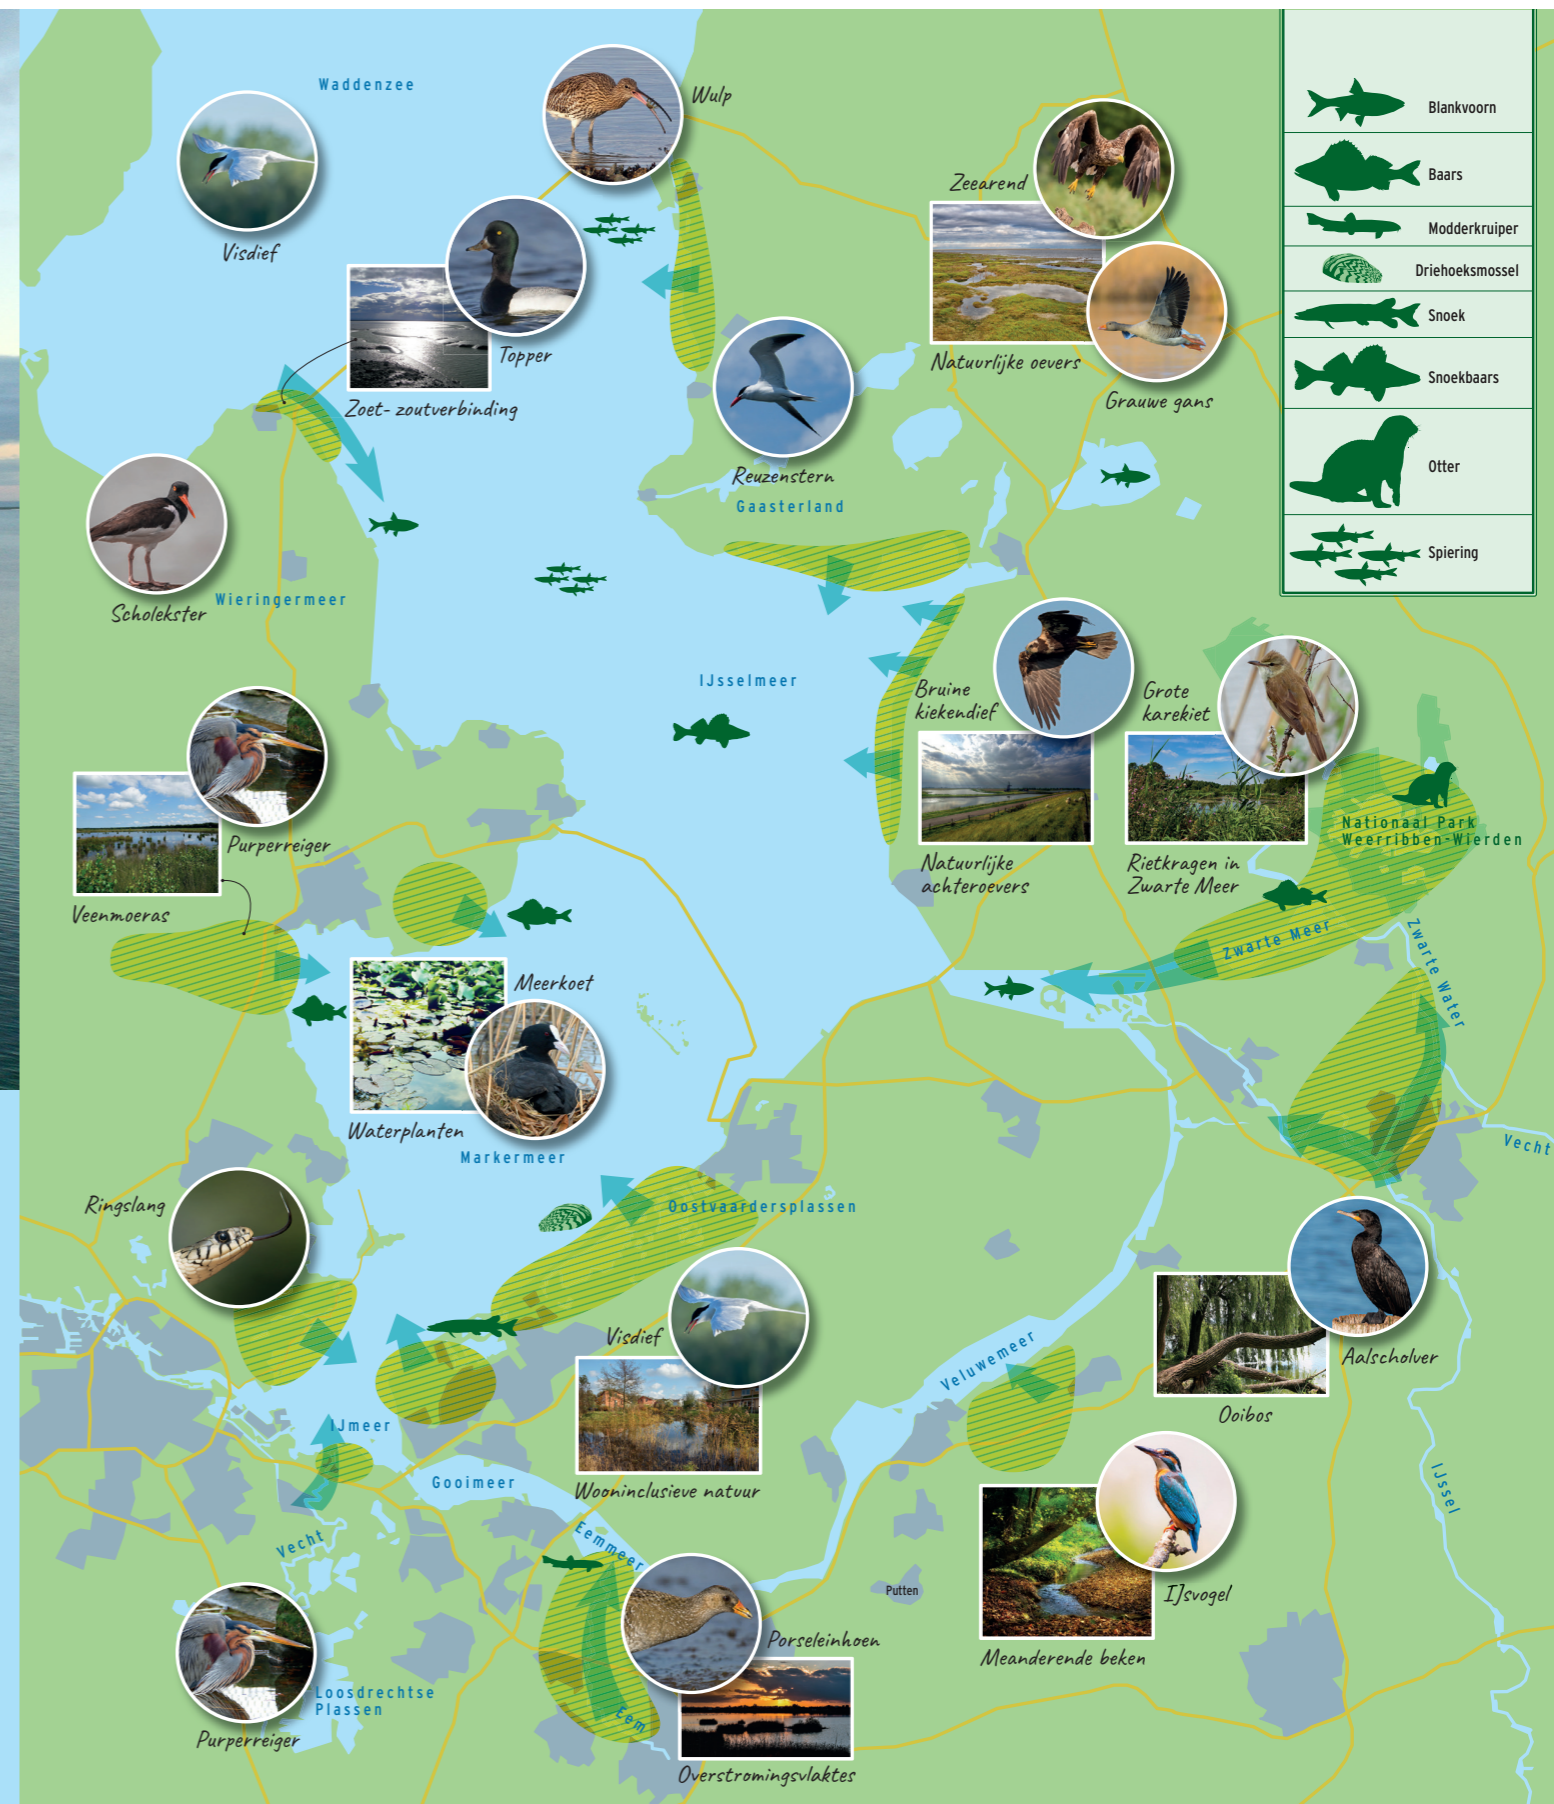 Waddenzee
Wulp
Blankvoorn
Baars
Zeearend
Modderkruiper
Visdief
Driehoeksmossel
Snoek
Topper
Natuurlijke oevers
Snoekbaars
Grauwe gans
Zoet- zoutverbinding
Reuzenstern
Otter
Gaasterland
Spiering
Wieringermeer
Scholekster
IJsselmeer
Bruine
kiekendief
Grote
karekiet
Nationaal Park
Weerribben-Wierden
Purperreiger
Natuurlijke
achteroevers
Rietkragen in
Zwarte Meer
Veenmoeras
Zwarte Meer
Zwarte Water
Meerkoet
Waterplanten
Markermeer
Vecht
Ringslang
Oostvaardersplassen
Visdief
Veluwemeer
Aalscholver
Ooibos
IJmeer
Gooimeer
Wooninclusieve natuur
IJssel
Vecht
Eemmeer
Putten
IJsvogel
Porseleinhoen
Meanderende beken
Loosdrechtse
Plassen
Eem
Purperreiger
Overstromingsvlaktes